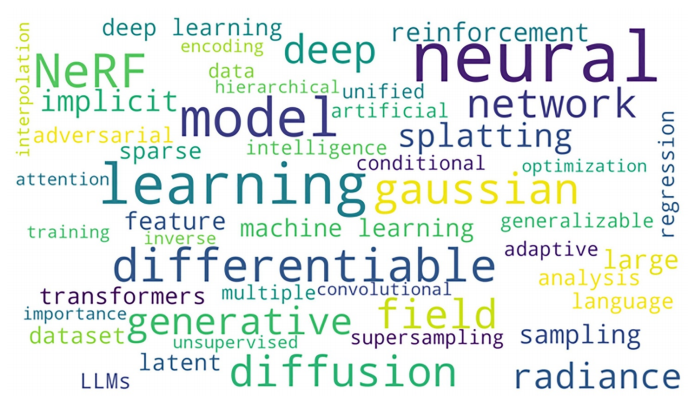 deep learning
encoding
reinforcement
neural
interpolation
NeRF
data
deep
hierarchical
unified
implicit
model
artificial
network
adversarial
sparse
intelligence
splatting
conditional
optimization
regression
attention
learning
gaussian
feature
machine learning
generalizable
training
inverse
adaptive
large
differentiable
analysis
transformers
multiple
convolutional
language
importance
generative
field
dataset
unsupervised
supersampling
sampling
latent
LLMs
diffusion
radiance